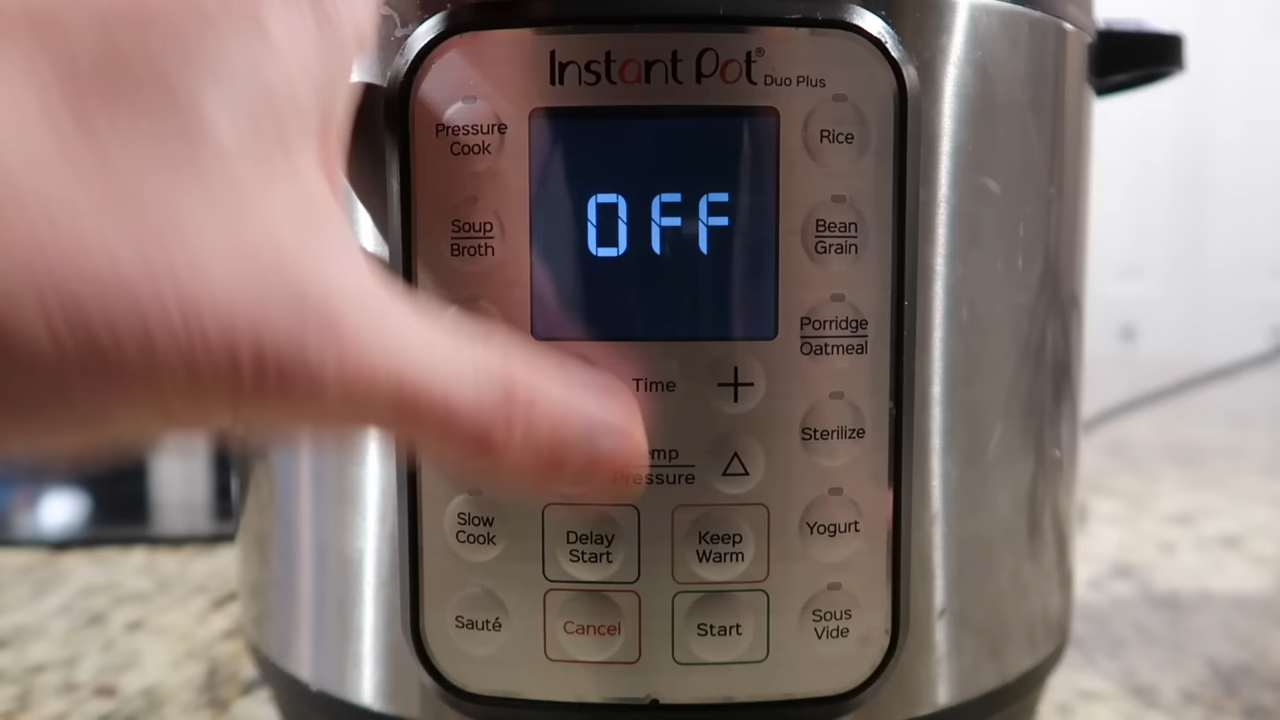 Instant Pot® Duo Plus
Pressure
Cook
OFF
Rice
Soup
Broth
Bean
Grain
Porridge
Oatmeal
Time
+
Sterilize
Pressure
Slow
Cook
Delay
Start
Keep
Warm
Yogurt
Sauté
Cancel
Start
Sous
Vide